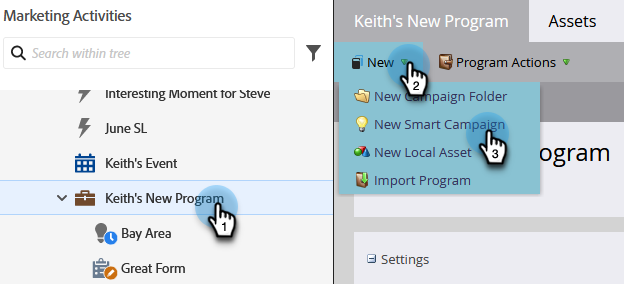 Marketing Activities
Search within tree
Interesting Moment for Steve
June SL
Keith's Event
Keith's New Program
1
Bay Area
Great Form
Keith's New Program
Assets
New
2
Program Actions
New Campaign Folder
New Smart Campaign
3
New Local Asset
Import Program
Settings